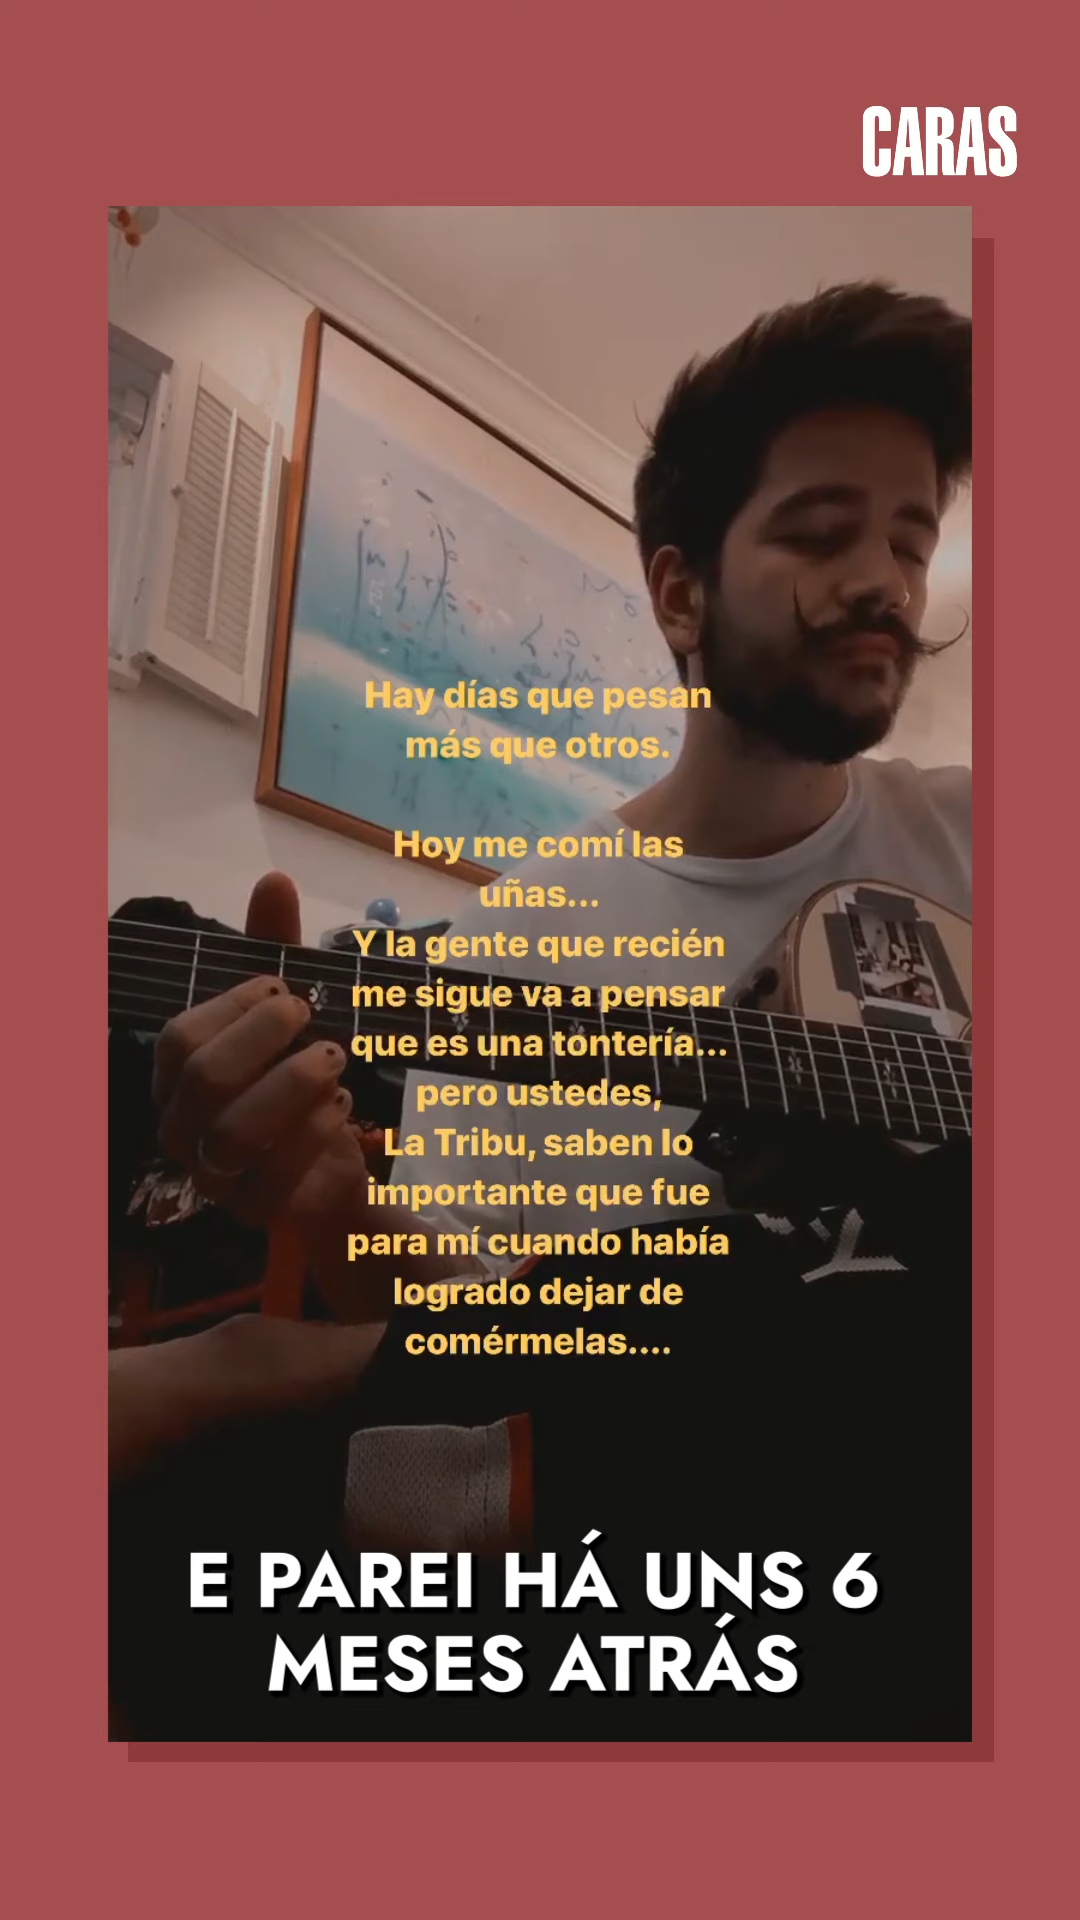 CARAS
Hay días que pesan
más que otros.
Hoy me comí las
uñas...
Y la gente que recién
me sigue va a pensar
que es una tontería...
pero ustedes,
La Tribu, saben lo
importante que fue
para mí cuando había
logrado dejar de
comérmelas....
E PAREI HÁ UNS 6
MESES ATRÁS